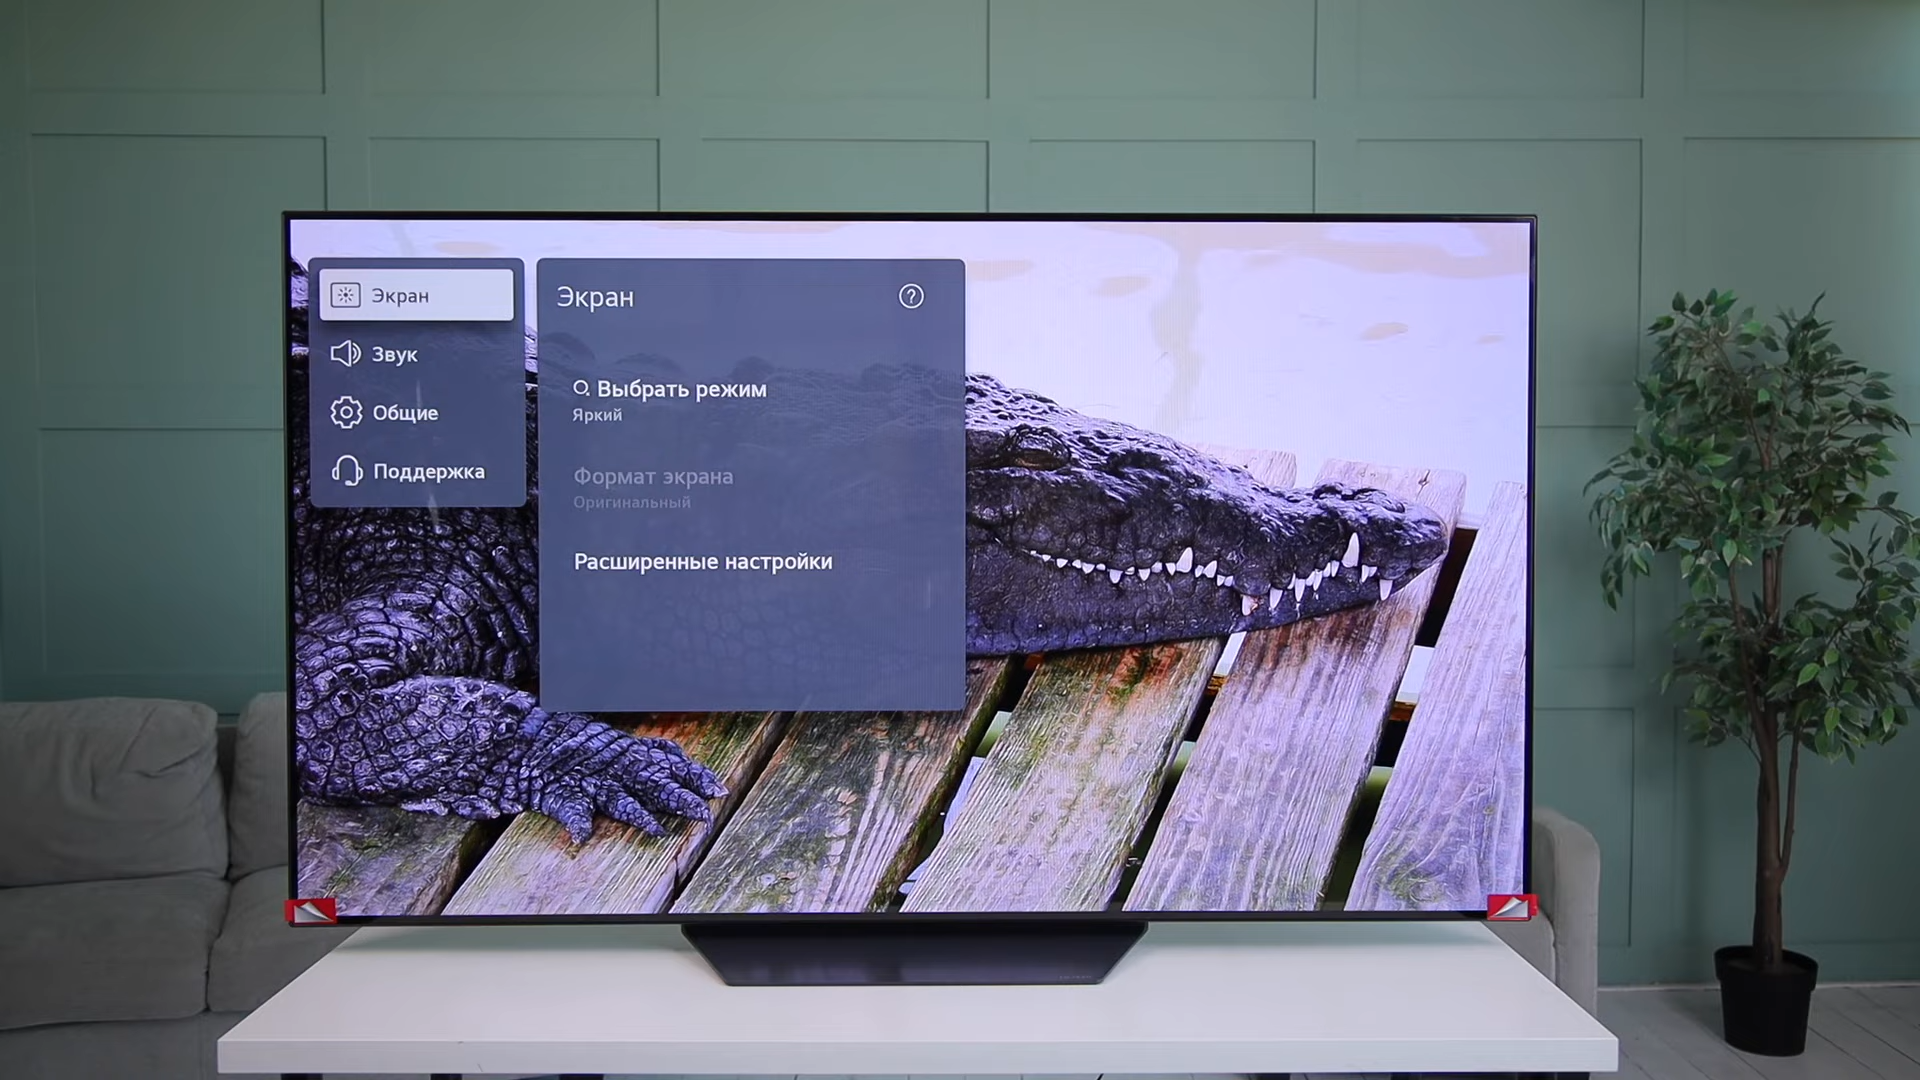 Экран
Звук
Общие
Поддержка
Экран
Выбрать режим
Яркий
Формат экрана
Оригинальный
Расширенные настройки